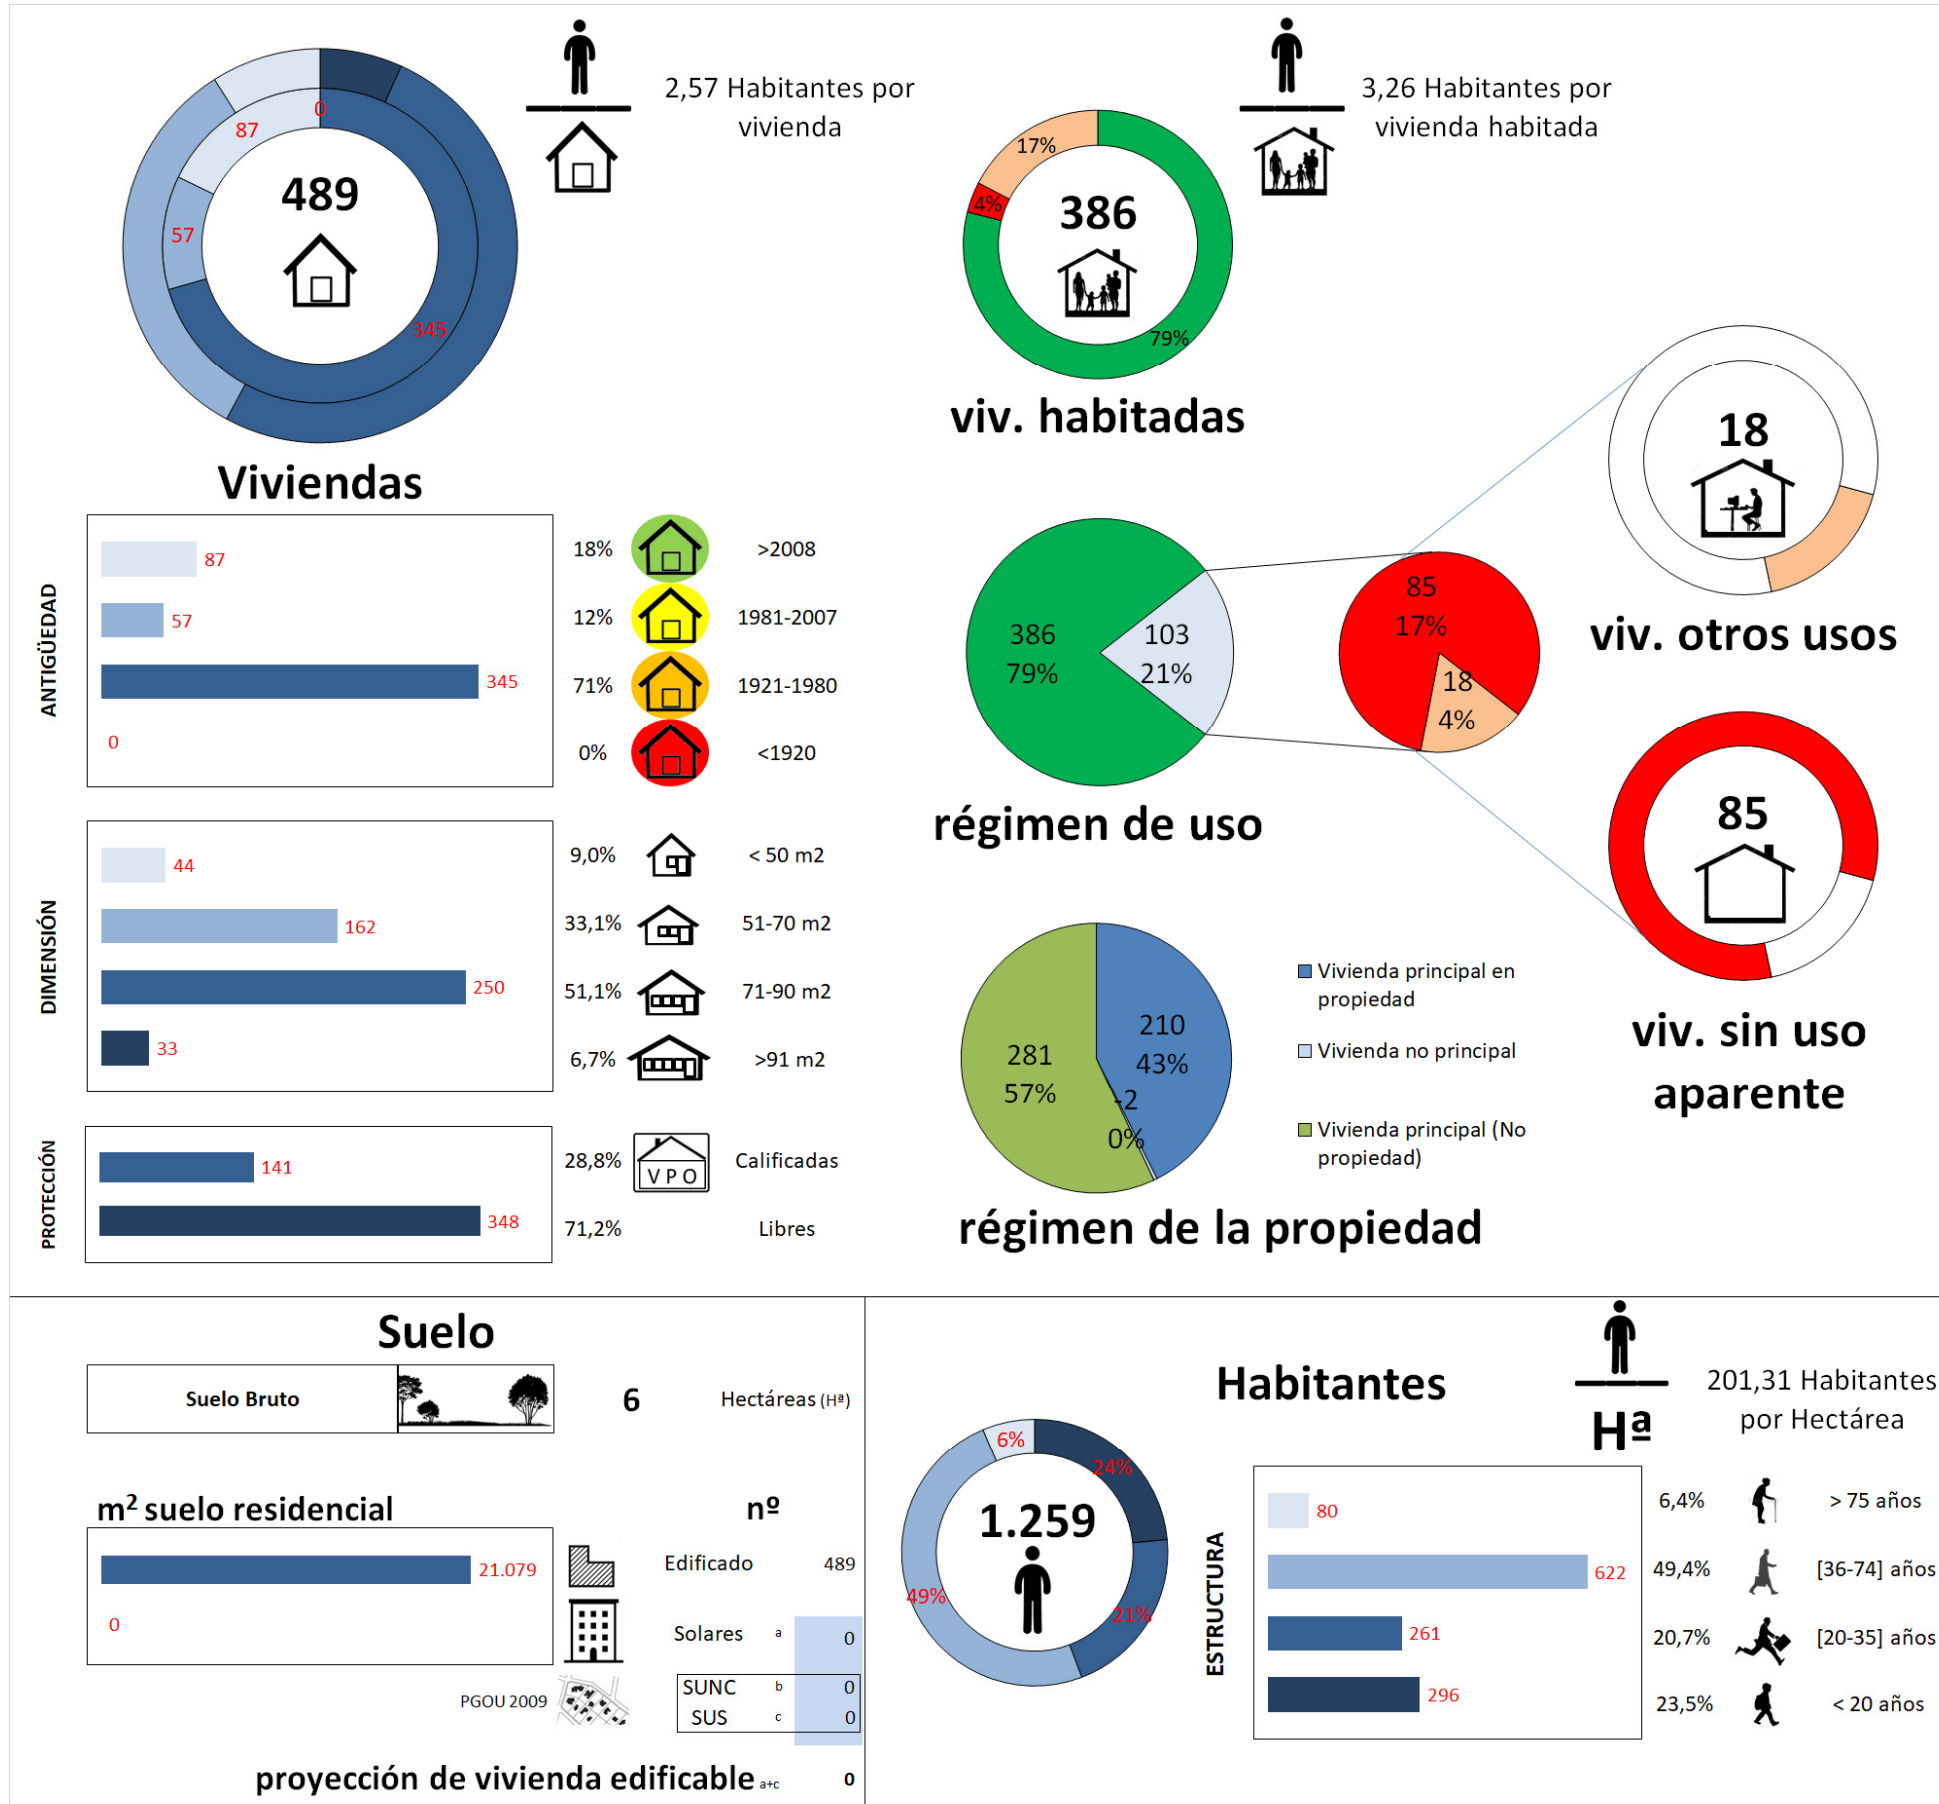 0
87
57
345
489
Viviendas
2,57 Habitantes por
vivienda
17%
4%
79%
386
viv. habitadas
3,26 Habitantes por
vivienda habitada
ANTIGÜEDAD
87
57
345
0
18%
>2008
12%
1981-2007
71%
1921-1980
0%
<1920
DIMENSIÓN
44
162
250
33
9,0%
< 50 m2
33,1%
51-70 m2
51,1%
71-90 m2
6,7%
>91 m2
PROTECCIÓN
141
348
28,8%
V P O
Calificadas
71,2%
Libres
386
79%
103
21%
85
17%
18
4%
régimen de uso
18
viv. otros usos
85
viv. sin uso
aparente
281
57%
210
43%
-2
0%
Vivienda principal en
propiedad
Vivienda no principal
Vivienda principal (No
propiedad)
régimen de la propiedad
Suelo
Suelo Bruto
6
Hectáreas (Hª)
m² suelo residencial
nº
21.079
0
Edificado
489
Solares a
0
PGOU 2009
SUNC b
0
SUS c
0
proyección de vivienda edificable a+c
0
Habitantes
Hª
201,31 Habitantes
por Hectárea
6%
24%
49%
21%
1.259
ESTRUCTURA
80
622
261
296
6,4%
> 75 años
49,4%
[36-74] años
20,7%
[20-35] años
23,5%
< 20 años